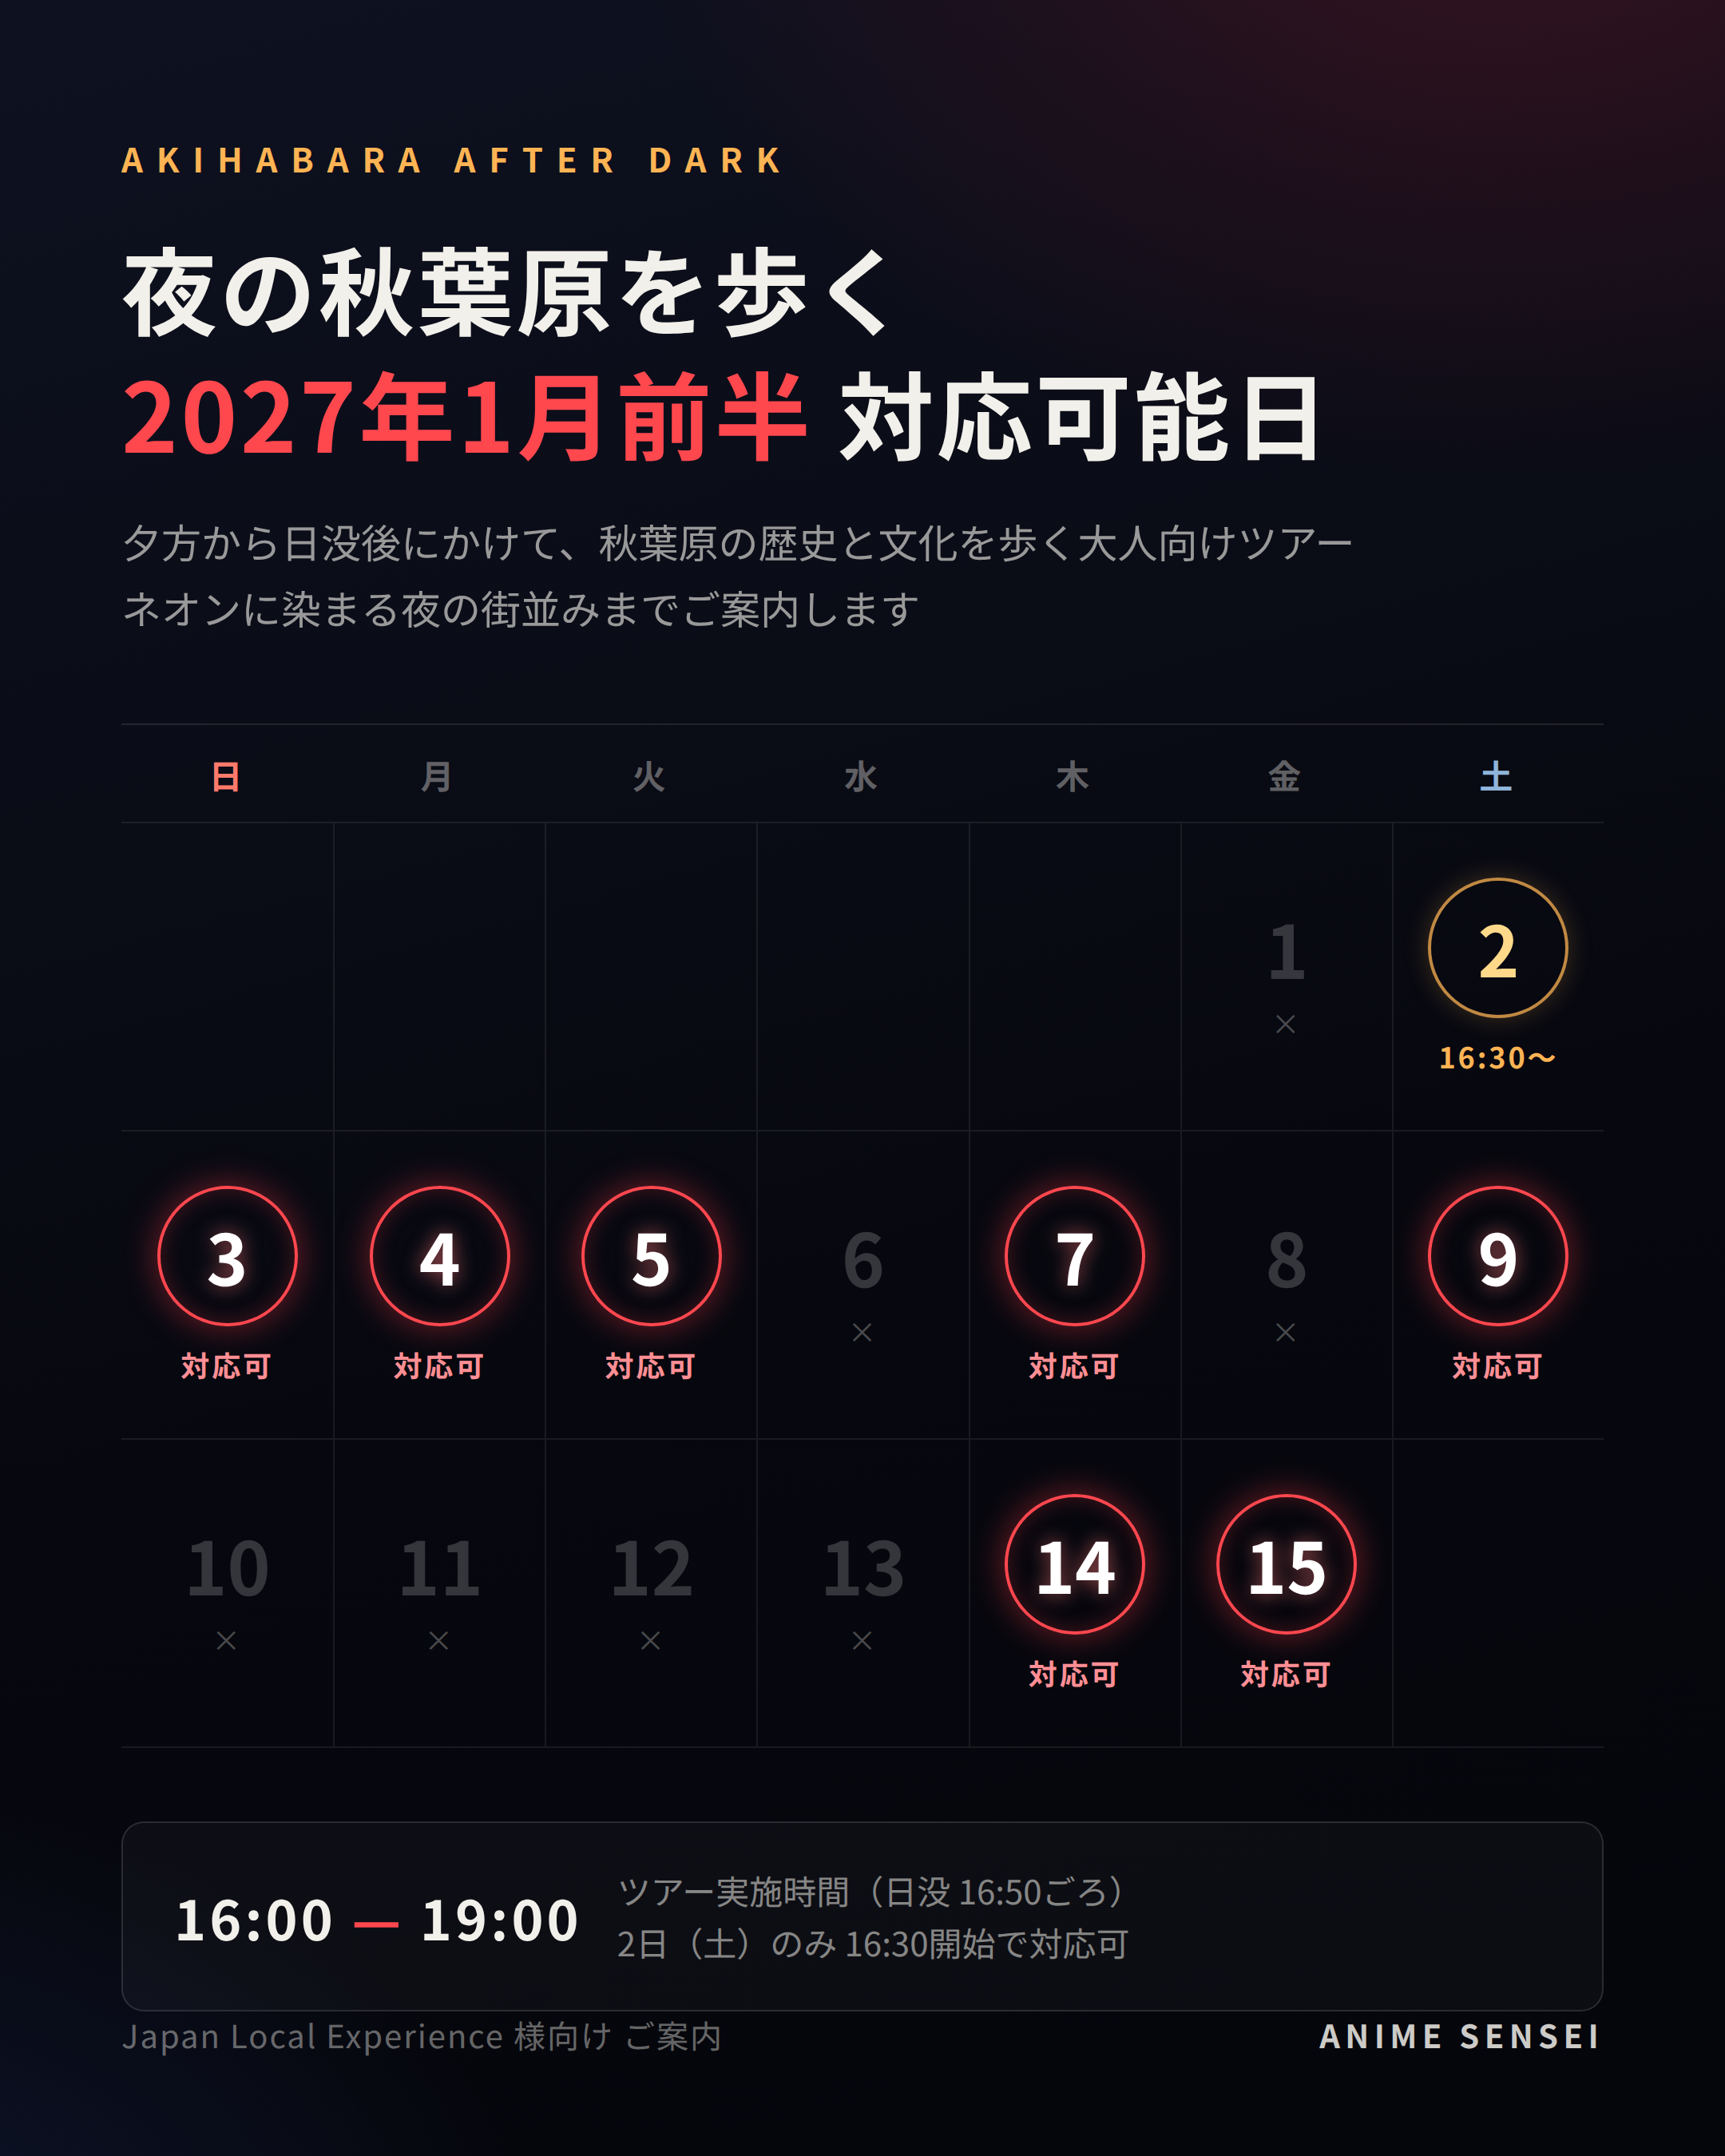 AKIHABARA AFTER DARK
夜の秋葉原を歩く
2027年1月前半 対応可能日
夕方から日没後にかけて、秋葉原の歴史と文化を歩く大人向けツアー
ネオンに染まる夜の街並みまでご案内します
日 月 火 水 木 金 土
1 2
× 16:30〜
3 4 5 6 7 8 9
対応可 対応可 対応可 × 対応可 × 対応可
10 11 12 13 14 15
× × × × 対応可 対応可
16:00 — 19:00
ツアー実施時間（日没 16:50ごろ）
2日（土）のみ 16:30開始で対応可
Japan Local Experience 様向け ご案内
ANIME SENSEI